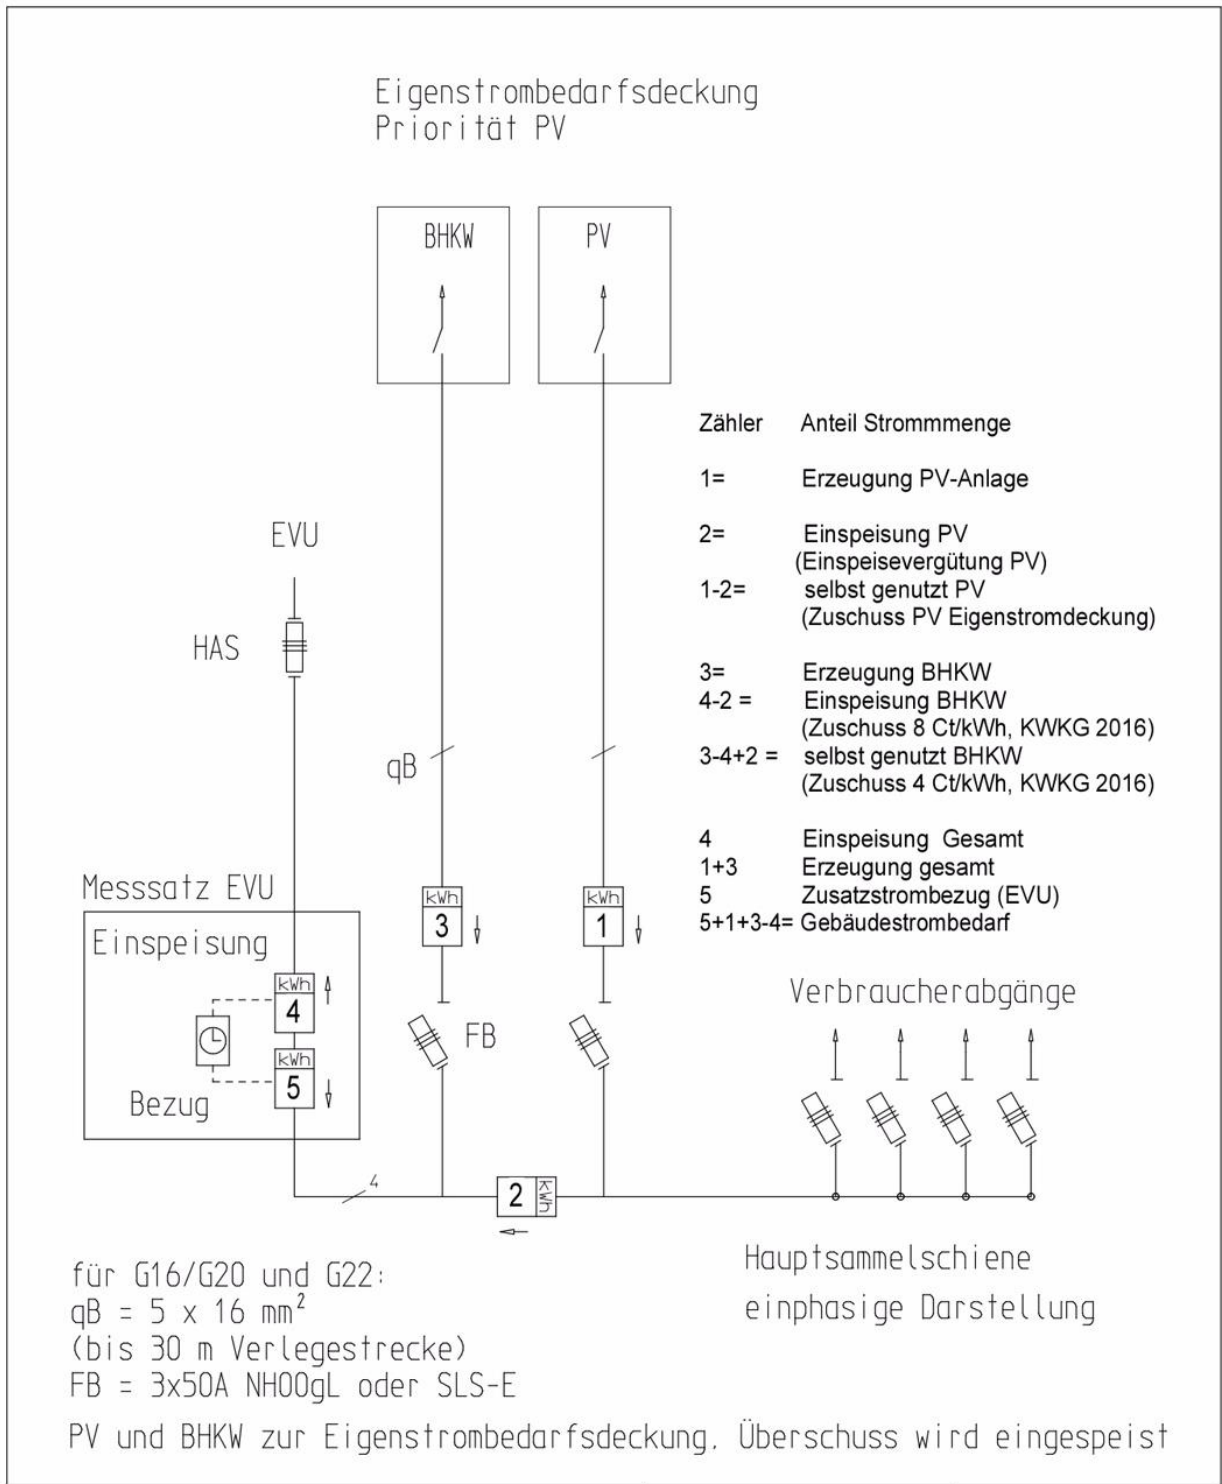 Eigenstrombedarfsdeckung
Priorität PV
BHKW
PV
Zähler Anteil Strommmenge
1= Erzeugung PV-Anlage
2= Einspeisung PV
(Einspeisevergütung PV)
1-2= selbst genutzt PV
(Zuschuss PV Eigenstromdeckung)
3= Erzeugung BHKW
4-2 = Einspeisung BHKW
(Zuschuss 8 Ct/kWh, KWKG 2016)
3-4+2 = selbst genutzt BHKW
(Zuschuss 4 Ct/kWh, KWKG 2016)
4 Einspeisung Gesamt
1+3 Erzeugung gesamt
5 Zusatzstrombezug (EVU)
5+1+3-4= Gebäudestrombedarf
EVU
HAS
qB
Messsatz EVU
Einspeisung
kWh
4
kWh
5
Bezug
kWh
3
kWh
1
FB
Verbraucherabgänge
4
2
kWh
Hauptsammelschiene
einphasige Darstellung
für G16/G20 und G22:
qB = 5 x 16 mm²
(bis 30 m Verlegestrecke)
FB = 3x50A NH00gL oder SLS-E
PV und BHKW zur Eigenstrombedarfsdeckung. Überschuss wird eingespeist